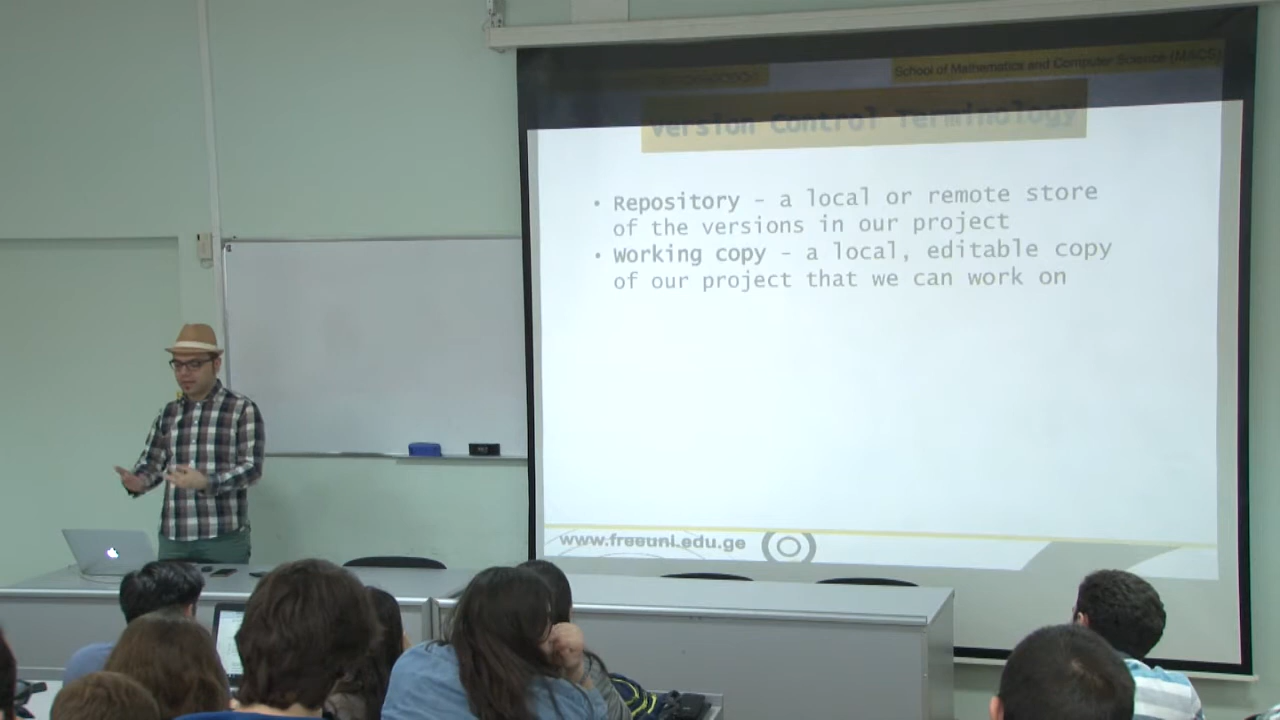 School of Mathematics and Computer Science (MACS)
Version Control Terminology
• Repository – a local or remote store
of the versions in our project
• Working copy – a local, editable copy
of our project that we can work on
www.freeuni.edu.ge